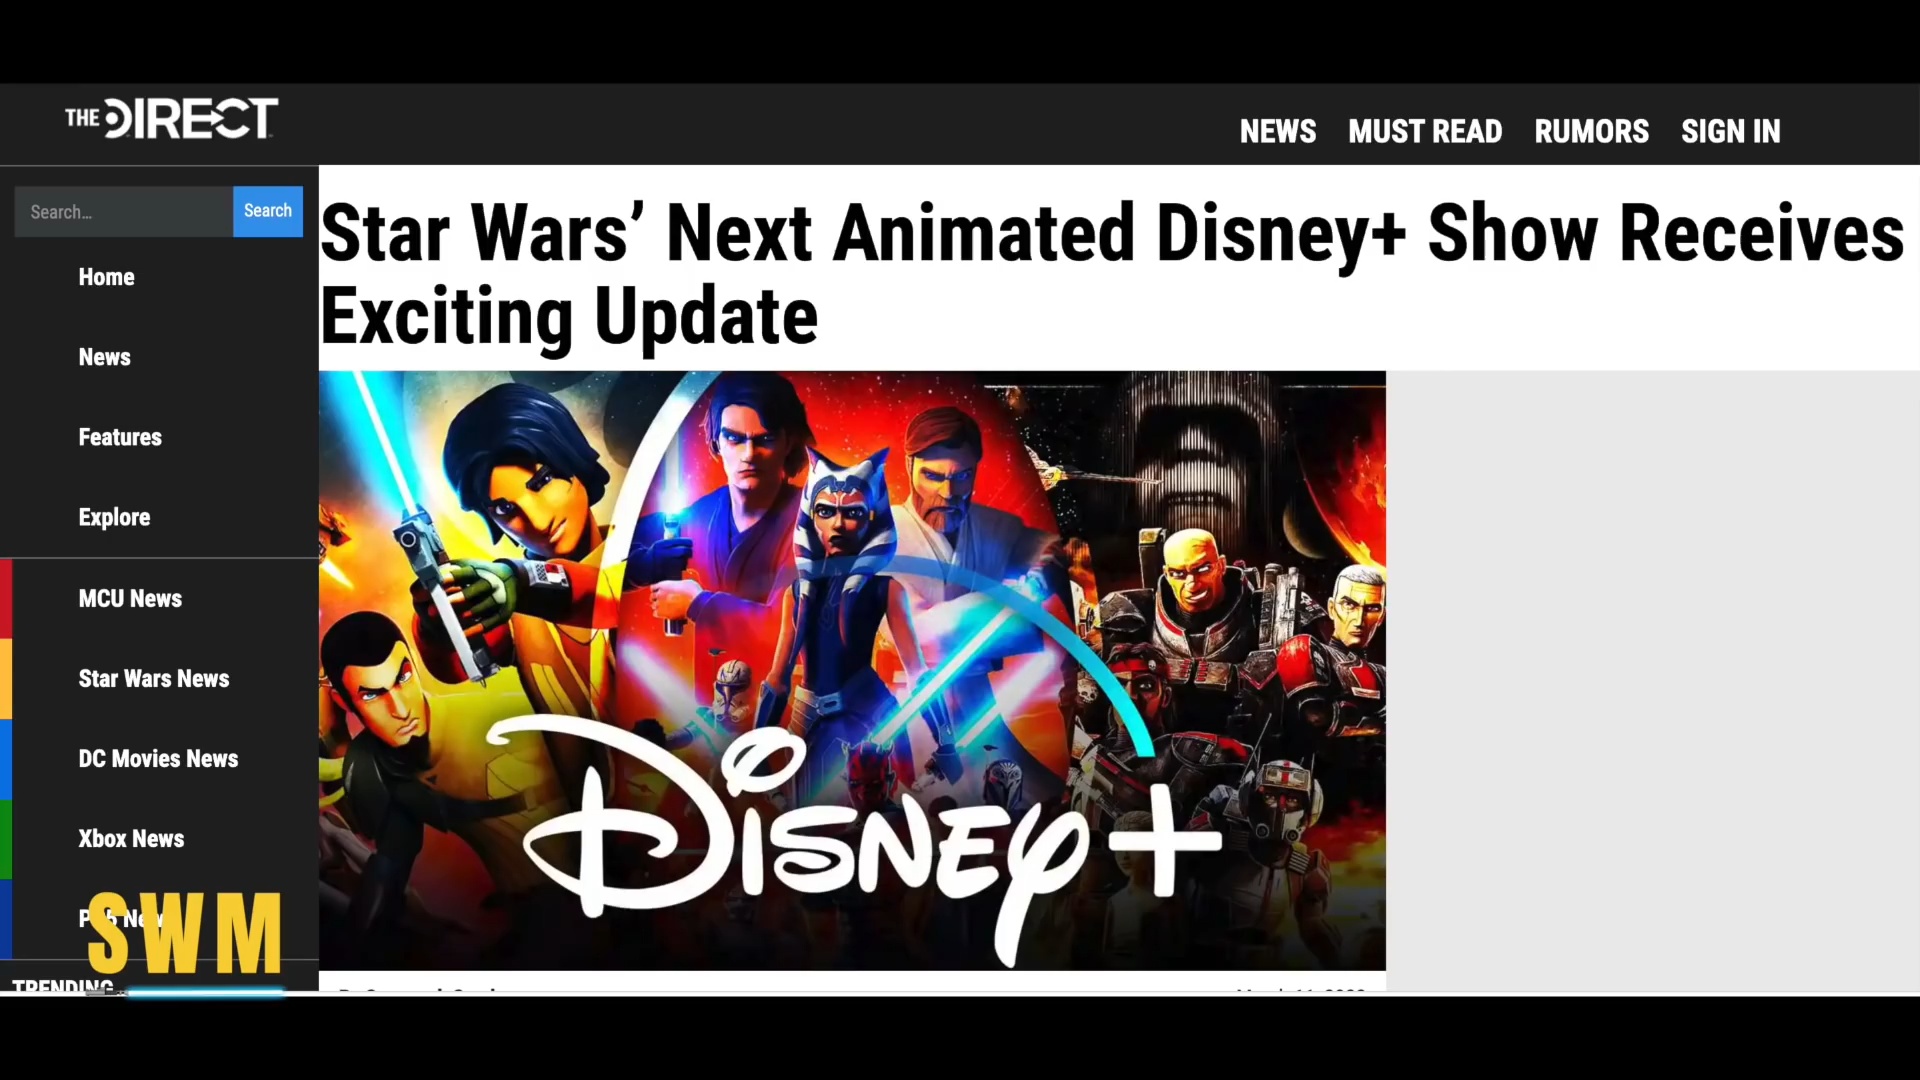 THE DIRECT
NEWS MUST READ RUMORS SIGN IN
Search... Search
Home
News
Features
Explore
MCU News
Star Wars News
DC Movies News
Xbox News
TRENDING
SWM
Star Wars’ Next Animated Disney+ Show Receives
Exciting Update
DISNEY+